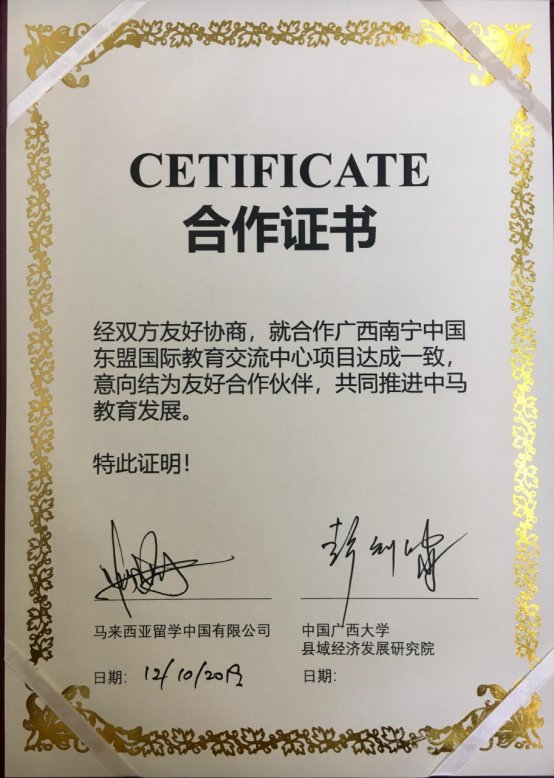 CETIFICATE
合作证书
经双方友好协商，就合作广西南宁中国
东盟国际教育交流中心项目达成一致，
意向结为友好合作伙伴，共同推进中马
教育发展。
特此证明！
马来西亚留学中国有限公司
日期：
中国广西大学
县域经济发展研究院
日期：